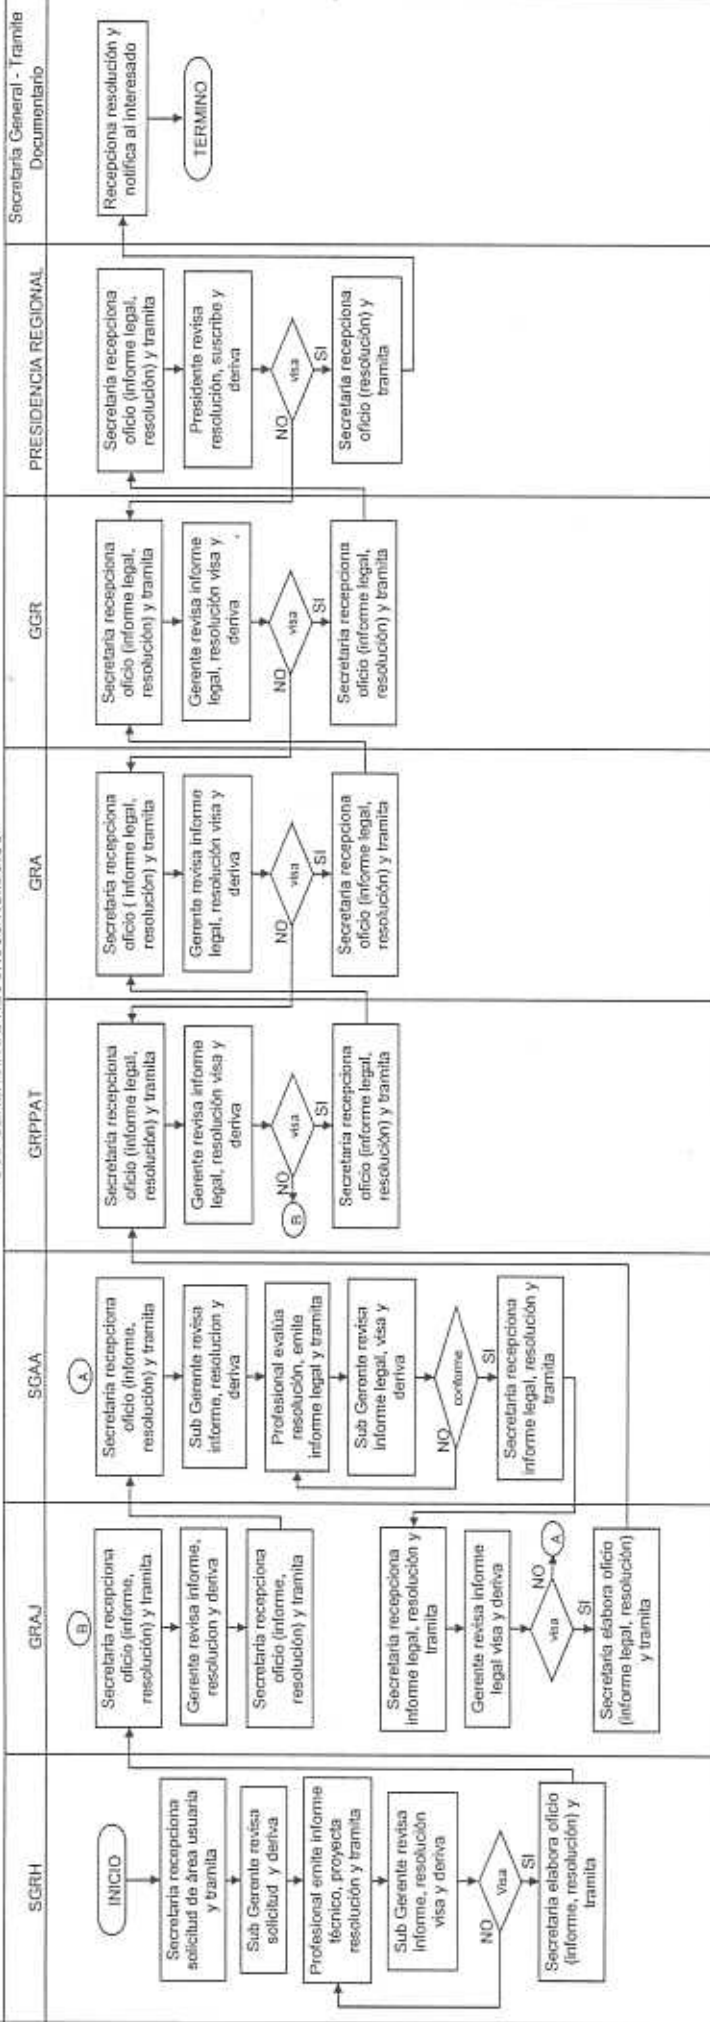 SGRH
INICIO
Secretaria recepciona
solicitud de área usuaria
y tramita
Sub Gerente revisa
solicitud y deriva
Profesional emite informe
técnico, proyecta
resolución y tramita
Sub Gerente revisa
informe, resolución
visa y deriva
Visa
NO
SI
Secretaria elabora oficio
(informe, resolución) y
tramita
GRAJ
B
Secretaria recepciona
oficio (informe,
resolución) y tramita
Gerente revisa informe,
resolucion y deriva
Secretaria recepciona
oficio (informe,
resolución) y tramita
Secretaria recepciona
informe legal, resolución y
tramita
Gerente revisa informe
legal visa y deriva
visa
NO
A
SI
Secretaria elabora oficio
(informe legal, resolución)
y tramita
SGAA
A
Secretaria recepciona
oficio (informe,
resolución) y tramita
Sub Gerente revisa
informe, resolucion y
deriva
Profesional evalúa
resolución, emite
informe legal y tramita
Sub Gerente revisa
informe legal, visa y
deriva
conforme
NO
SI
Secretaria recepciona
informe legal, resolución y
tramita
GRPPAT
Secretaria recepciona
oficio (informe legal,
resolución) y tramita
Gerente revisa informe
legal, resolución visa y
deriva
visa
NO
B
SI
Secretaria recepciona
oficio (informe legal,
resolución) y tramita
GRA
Secretaria recepciona
oficio ( informe legal,
resolución) y tramita
Gerente revisa informe
legal, resolución visa y
deriva
visa
NO
SI
Secretaria recepciona
oficio (informe legal,
resolución) y tramita
GGR
Secretaria recepciona
oficio (informe legal,
resolución) y tramita
Gerente revisa informe
legal, resolución visa y
deriva
visa
NO
SI
Secretaria recepciona
oficio (informe legal,
resolución) y tramita
PRESIDENCIA REGIONAL
Secretaria recepciona
oficio (informe legal,
resolución) y tramita
Presidente revisa
resolución, suscribe y
deriva
visa
NO
SI
Secretaria recepciona
oficio (resolución) y
tramita
Secretaria General - Tramite
Documentario
Recepciona resolución y
notifica al interesado
TERMINO